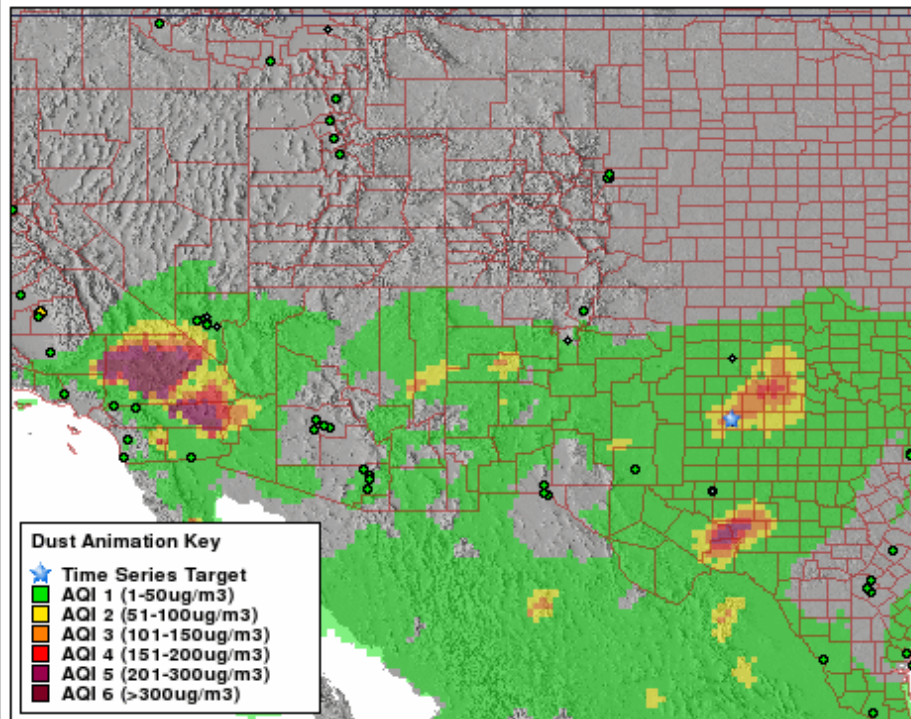 Dust Animation Key
Time Series Target
AQI 1 (1-50ug/m3)
AQI 2 (51-100ug/m3)
AQI 3 (101-150ug/m3)
AQI 4 (151-200ug/m3)
AQI 5 (201-300ug/m3)
AQI 6 (>300ug/m3)